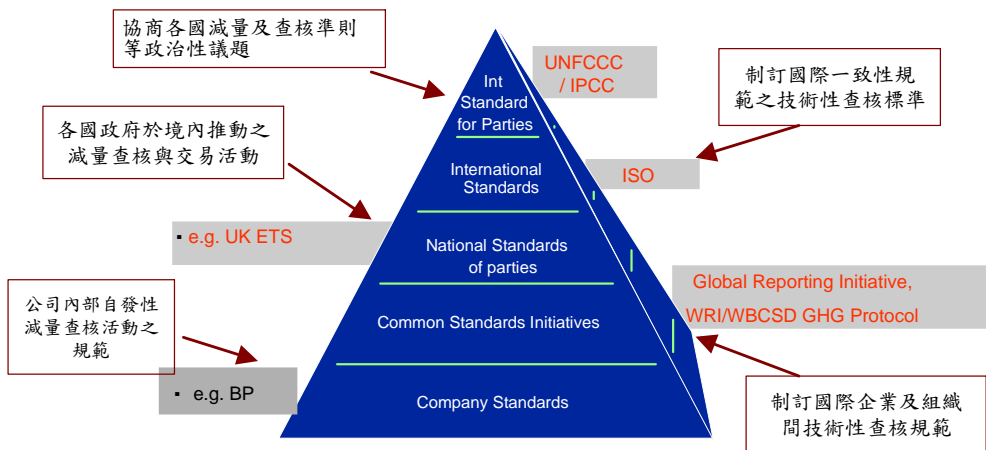 協商各國減量及查核準則
等政治性議題
UNFCCC
/ IPCC
制訂國際一致性規
範之技術性查核標準
Int
Standard
for Parties
各國政府於境內推動之
減量查核與交易活動
International
Standards
ISO
▪ e.g. UK ETS
National Standards
of parties
公司內部自發性
減量查核活動之
規範
Global Reporting Initiative,
WRI/WBCSD GHG Protocol
Common Standards Initiatives
▪ e.g. BP
Company Standards
制訂國際企業及組織
間技術性查核規範